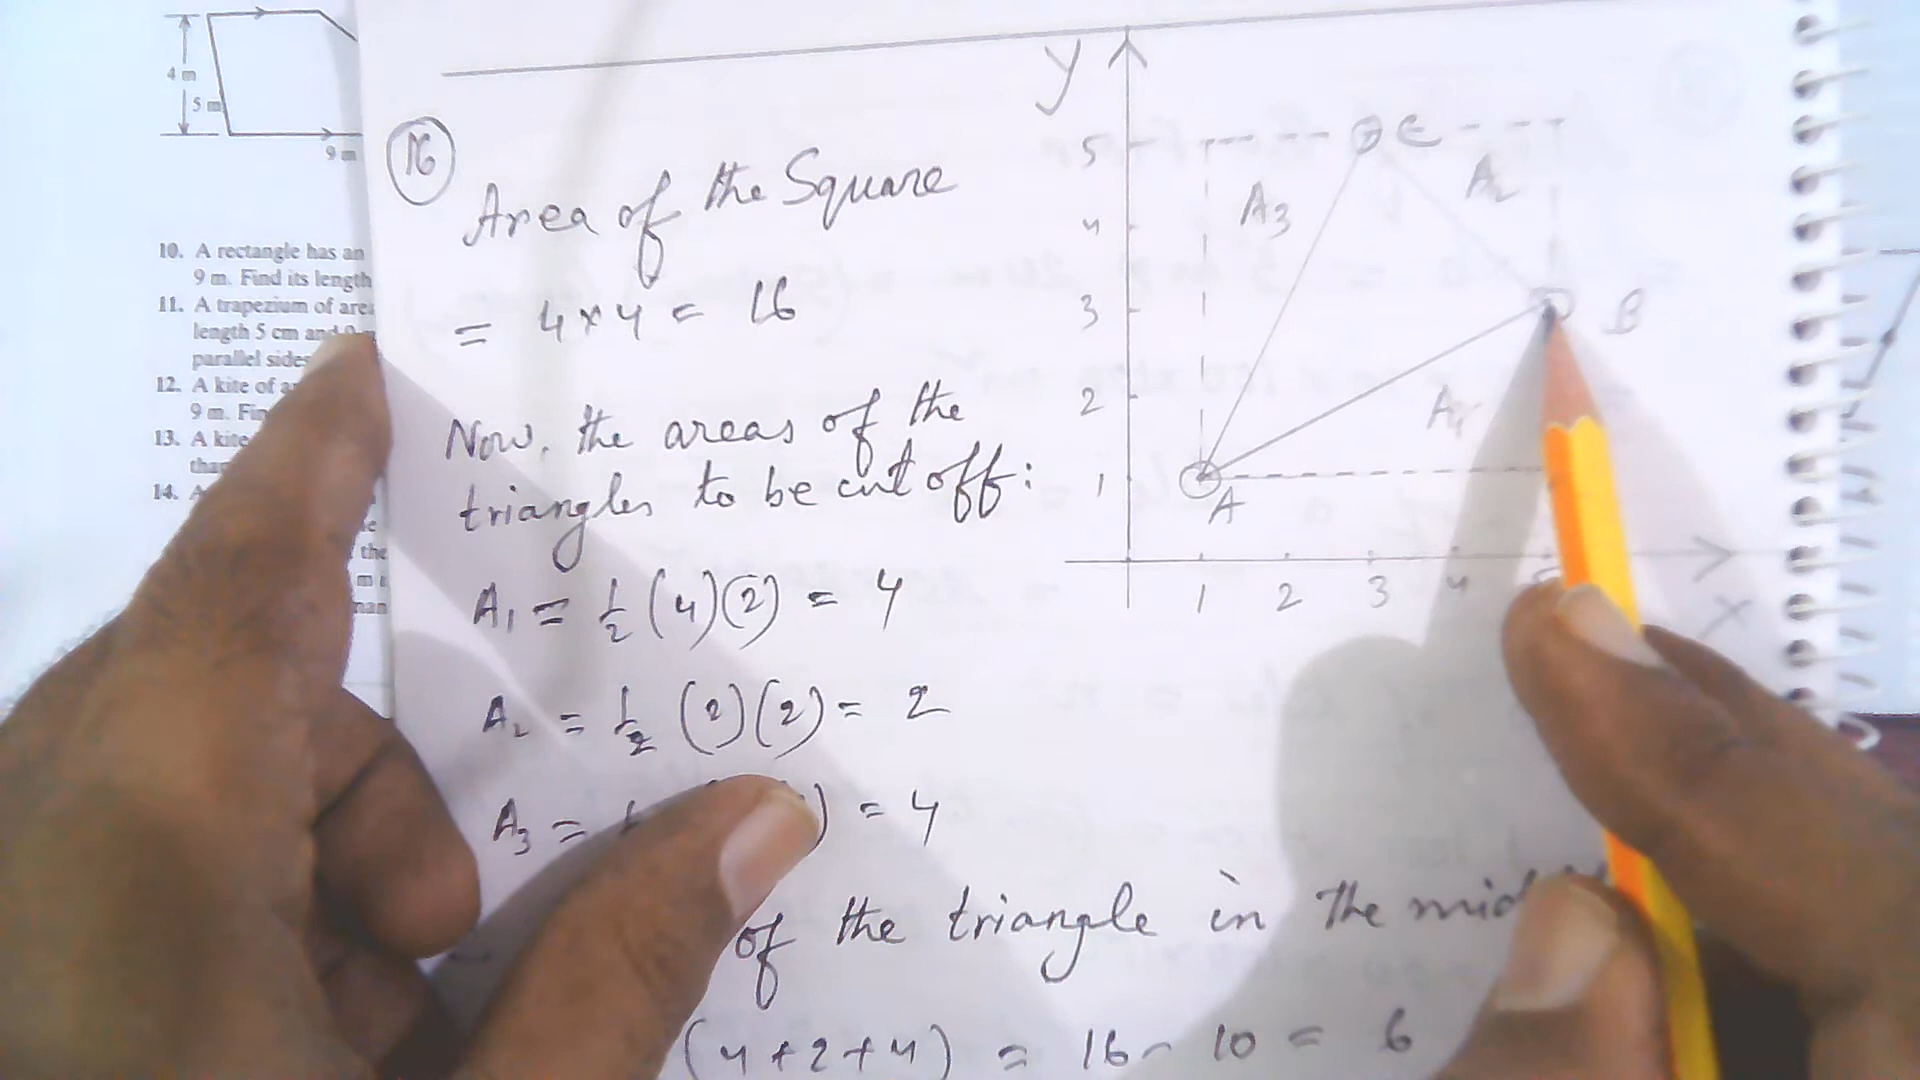 4 m
5 m
9 m
10. A rectangle has an
9 m. Find its length
11. A trapezium of
length 5 cm and
parallel sides
12. A kite of
9 m.
13. A kite
14.
the
16
Area of the Square
= 4×4 = 16
Now, the areas of the
triangles to be cut off:
A1 = 1/2 (4)(2) = 4
A2 = 1/2 (2)(2) = 2
A3 = ) = 4
of the triangle in the
(4+2+4) = 16 - 10 = 6
y
5
4
3
2
1
C
A2
A3
B
A1
A
1 2 3 4
x